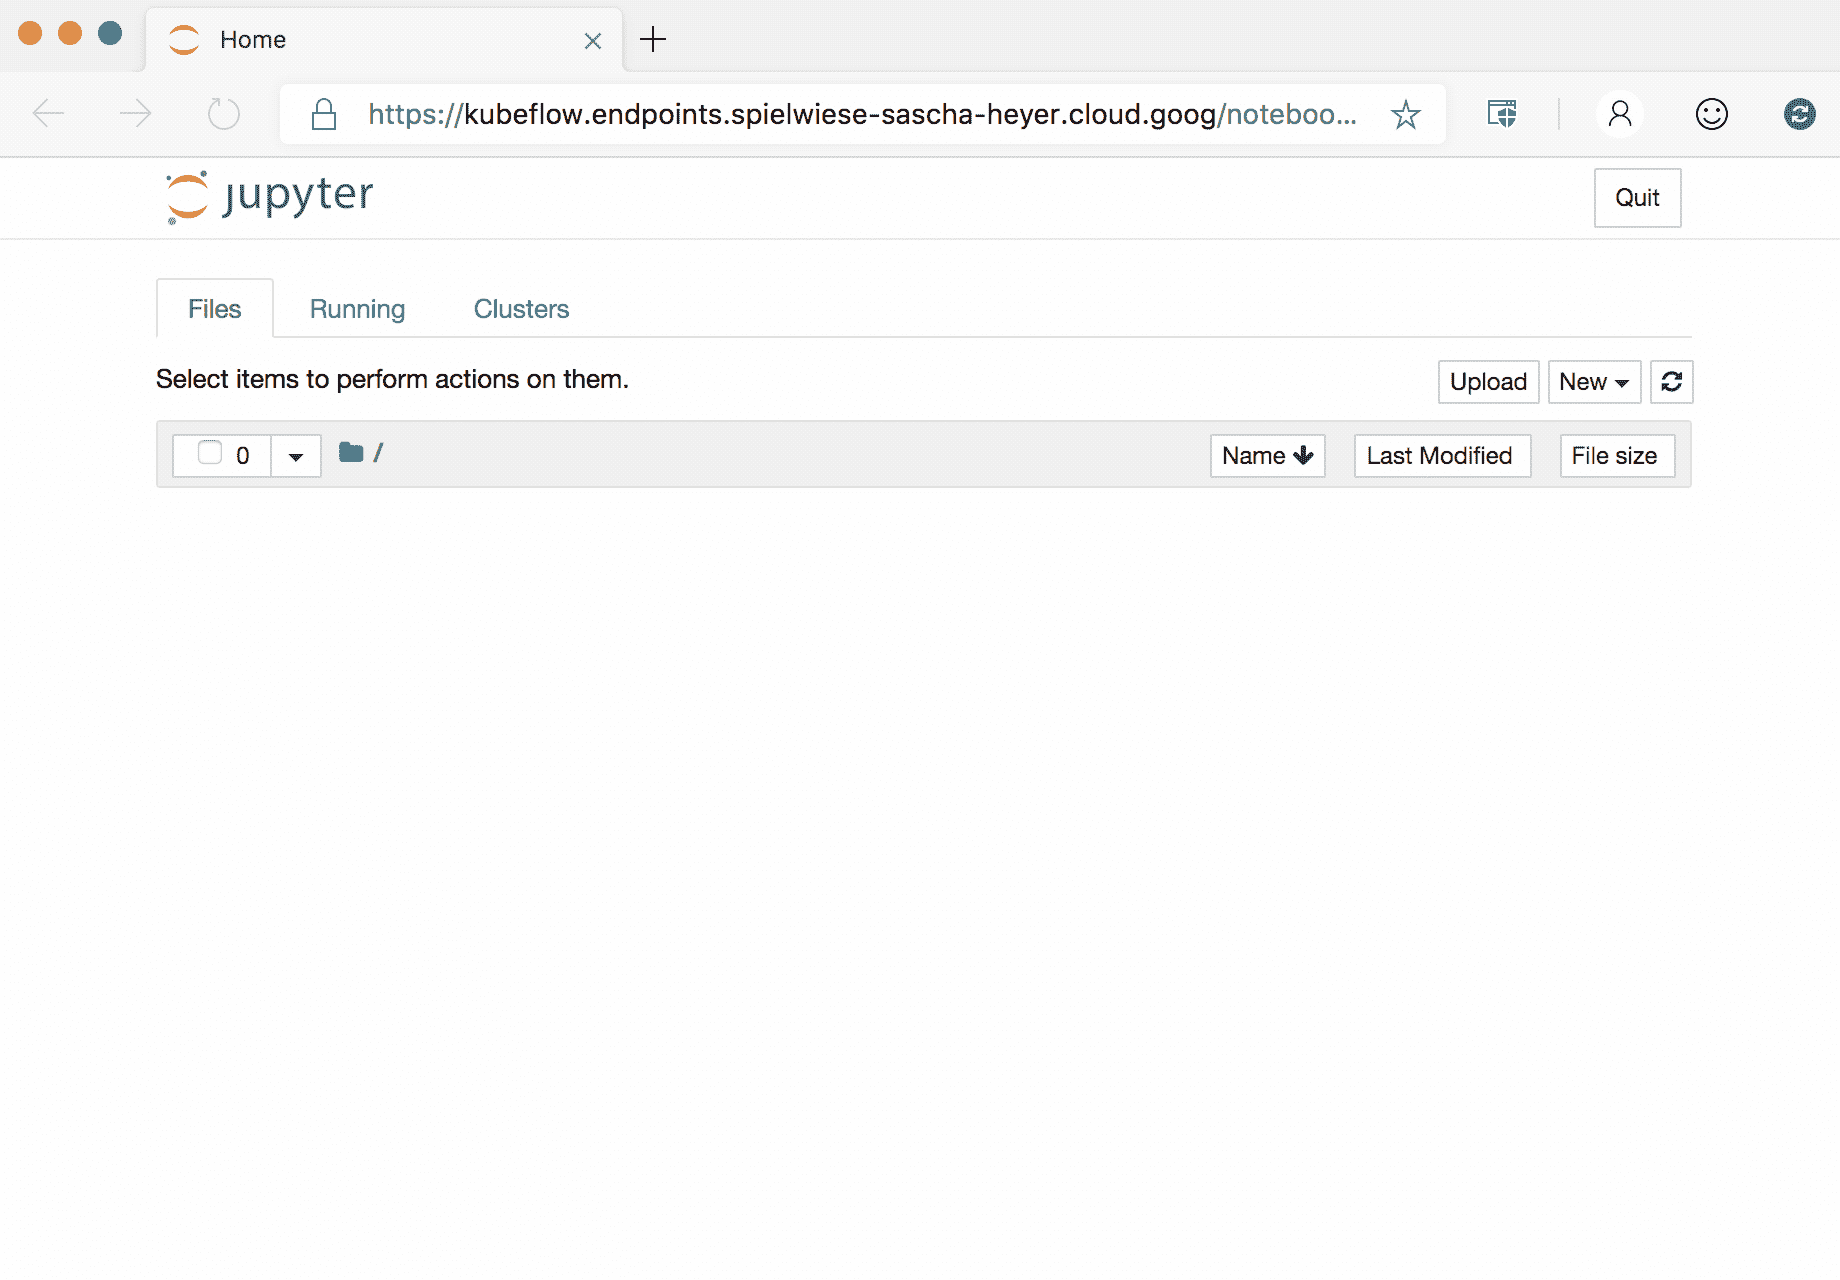 Home
https://kubeflow.endpoints.spielwiese-sascha-heyer.cloud.goog/noteboo...
jupyter
Quit
Files Running Clusters
Select items to perform actions on them.
Upload New
0 / Name Last Modified File size